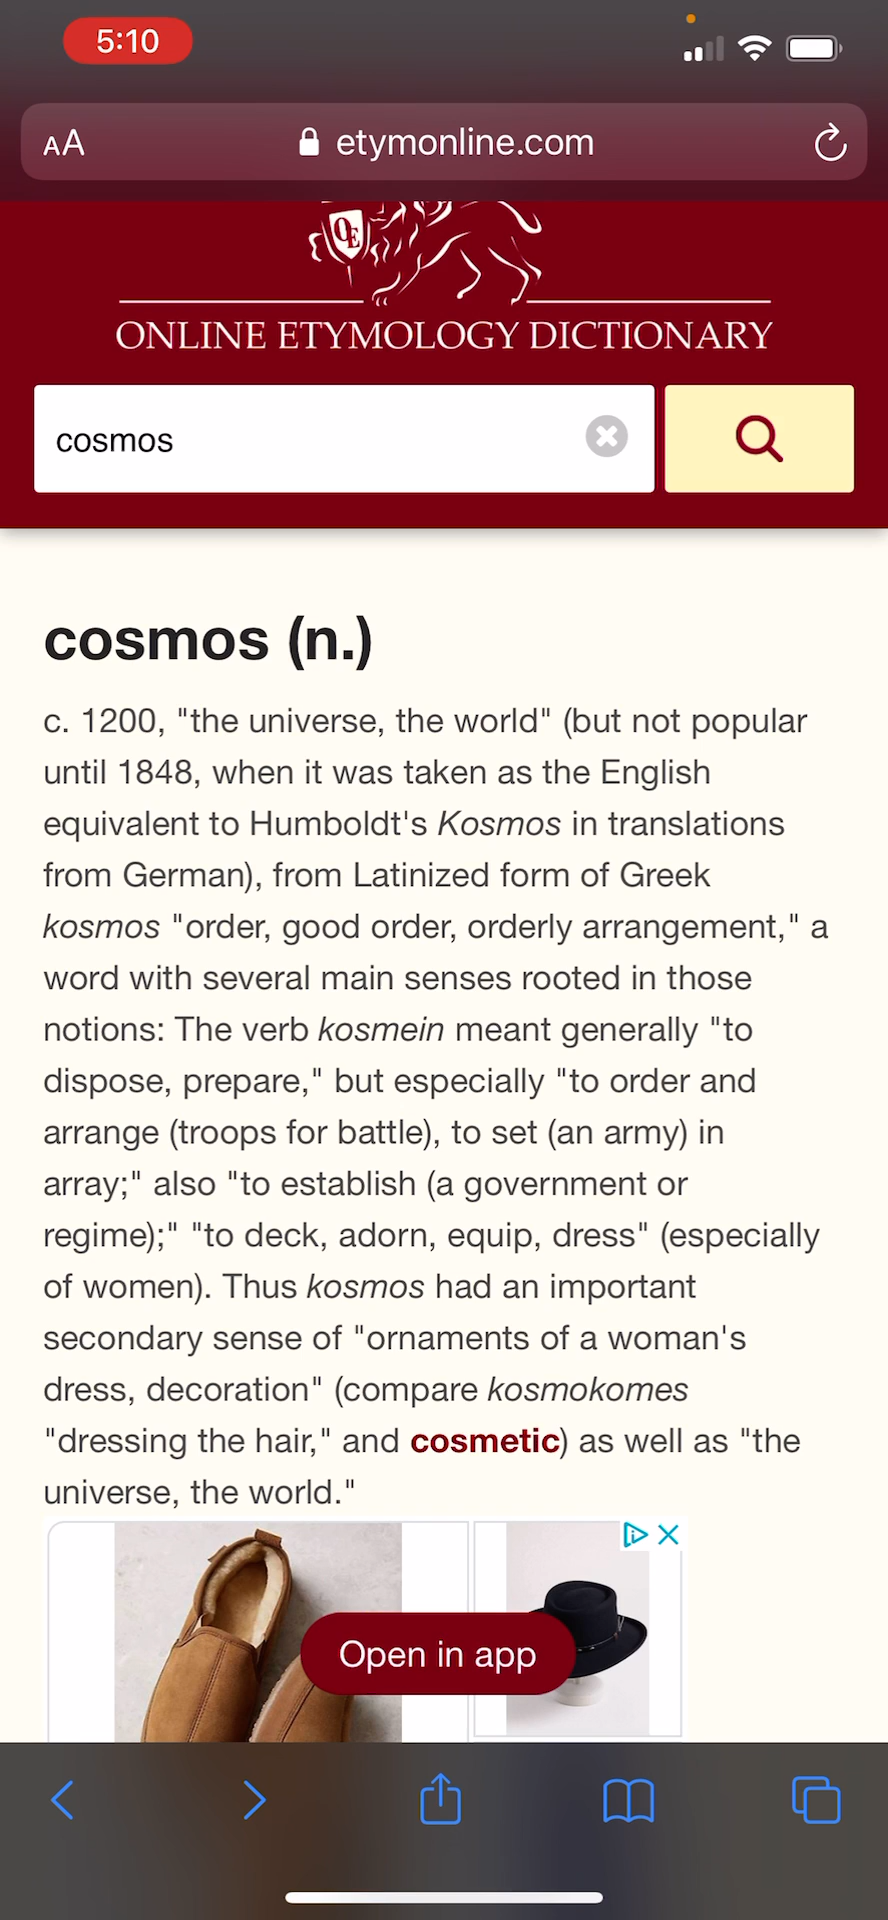 5:10
AA
etymonline.com
OE
ONLINE ETYMOLOGY DICTIONARY
cosmos
cosmos (n.)
c. 1200, "the universe, the world" (but not popular
until 1848, when it was taken as the English
equivalent to Humboldt's Kosmos in translations
from German), from Latinized form of Greek
kosmos "order, good order, orderly arrangement," a
word with several main senses rooted in those
notions: The verb kosmein meant generally "to
dispose, prepare," but especially "to order and
arrange (troops for battle), to set (an army) in
array;" also "to establish (a government or
regime);" "to deck, adorn, equip, dress" (especially
of women). Thus kosmos had an important
secondary sense of "ornaments of a woman's
dress, decoration" (compare kosmokomes
"dressing the hair," and cosmetic) as well as "the
universe, the world."
Open in app